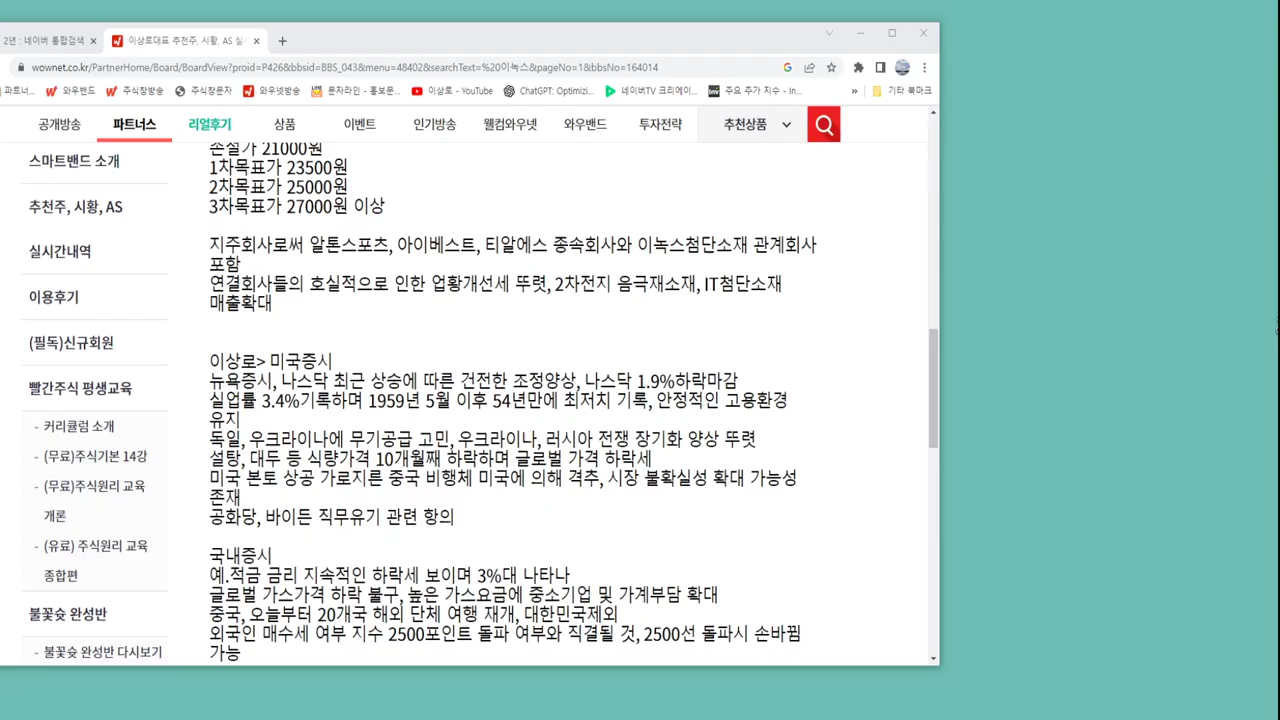 2년 : 네이버 통합검색
이상로대표 추천주, 시황, AS 실
wownet.co.kr/PartnerHome/Board/BoardView?proid=P426&bbsid=BBS_043&menu=48402&searchText=%20이녹스&pageNo=1&bbsNo=164014
파트너... 와우밴드 주식창방송 주식창문자 와우넷방송 문자라인 - 홍보문... 이상로 - YouTube ChatGPT: Optimizi... 네이버TV 크리에이... 주요 주가 지수 - In... » 기타 북마크
공개방송 파트너스 리얼후기 상품 이벤트 인기방송 웰컴와우넷 와우밴드 투자전략 추천상품
스마트밴드 소개
추천주, 시황, AS
실시간내역
이용후기
(필독)신규회원
빨간주식 평생교육
- 커리큘럼 소개
- (무료)주식기본 14강
- (무료)주식원리 교육
개론
- (유료) 주식원리 교육
종합편
불꽃슛 완성반
- 불꽃슛 완성반 다시보기
손절가 21000원
1차목표가 23500원
2차목표가 25000원
3차목표가 27000원 이상
지주회사로써 알톤스포츠, 아이베스트, 티알에스 종속회사와 이녹스첨단소재 관계회사
포함
연결회사들의 호실적으로 인한 업황개선세 뚜렷, 2차전지 음극재소재, IT첨단소재
매출확대
이상로> 미국증시
뉴욕증시, 나스닥 최근 상승에 따른 건전한 조정양상, 나스닥 1.9%하락마감
실업률 3.4%기록하며 1959년 5월 이후 54년만에 최저치 기록, 안정적인 고용환경
유지
독일, 우크라이나에 무기공급 고민, 우크라이나, 러시아 전쟁 장기화 양상 뚜렷
설탕, 대두 등 식량가격 10개월째 하락하며 글로벌 가격 하락세
미국 본토 상공 가로지른 중국 비행체 미국에 의해 격추, 시장 불확실성 확대 가능성
존재
공화당, 바이든 직무유기 관련 항의
국내증시
예.적금 금리 지속적인 하락세 보이며 3%대 나타나
글로벌 가스가격 하락 불구, 높은 가스요금에 중소기업 및 가계부담 확대
중국, 오늘부터 20개국 해외 단체 여행 재개, 대한민국제외
외국인 매수세 여부 지수 2500포인트 돌파 여부와 직결될 것, 2500선 돌파시 손바뀜
가능